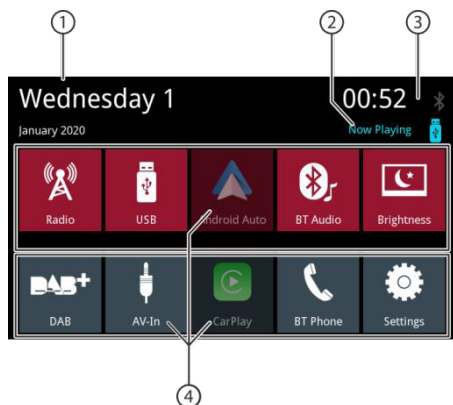 1
2
3
Wednesday 1
00:52
January 2020
Now Playing
Radio
USB
Android Auto
BT Audio
Brightness
DAB+
DAB
AV-In
CarPlay
BT Phone
Settings
4